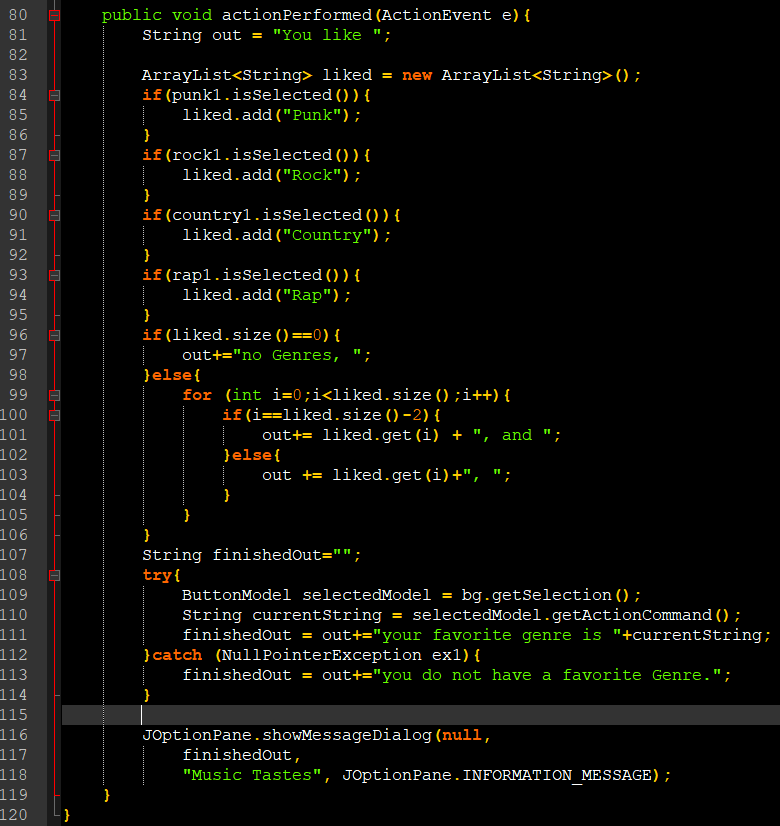 80 public void actionPerformed(ActionEvent e){
81 String out = "You like ";
82
83 ArrayList<String> liked = new ArrayList<String>();
84 if(punk1.isSelected()){
85 liked.add("Punk");
86 }
87 if(rock1.isSelected()){
88 liked.add("Rock");
89 }
90 if(country1.isSelected()){
91 liked.add("Country");
92 }
93 if(rap1.isSelected()){
94 liked.add("Rap");
95 }
96 if(liked.size()==0){
97 out+="no Genres, ";
98 }else{
99 for (int i=0;i<liked.size();i++){
100 if(i==liked.size()-2){
101 out+= liked.get(i) + ", and ";
102 }else{
103 out += liked.get(i)+", ";
104 }
105 }
106 }
107 String finishedOut="";
108 try{
109 ButtonModel selectedModel = bg.getSelection();
110 String currentString = selectedModel.getActionCommand();
111 finishedOut = out+="your favorite genre is "+currentString;
112 }catch (NullPointerException ex1){
113 finishedOut = out+="you do not have a favorite Genre.";
114 }
115
116 JOptionPane.showMessageDialog(null,
117 finishedOut,
118 "Music Tastes", JOptionPane.INFORMATION_MESSAGE);
119 }
120 }